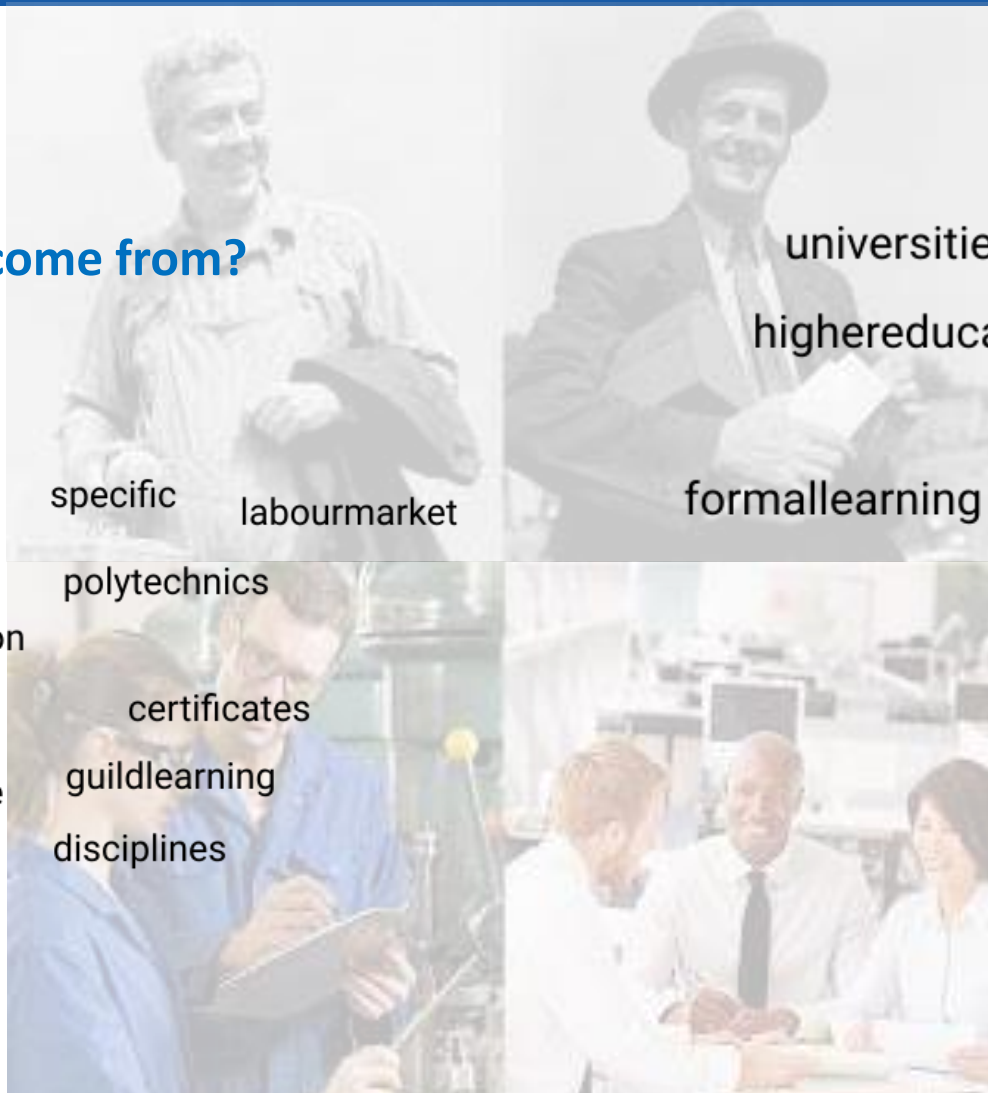 come from?
universitie
highereduca
specific
labourmarket
formallearning
polytechnics
on
certificates
guildlearning
e
disciplines